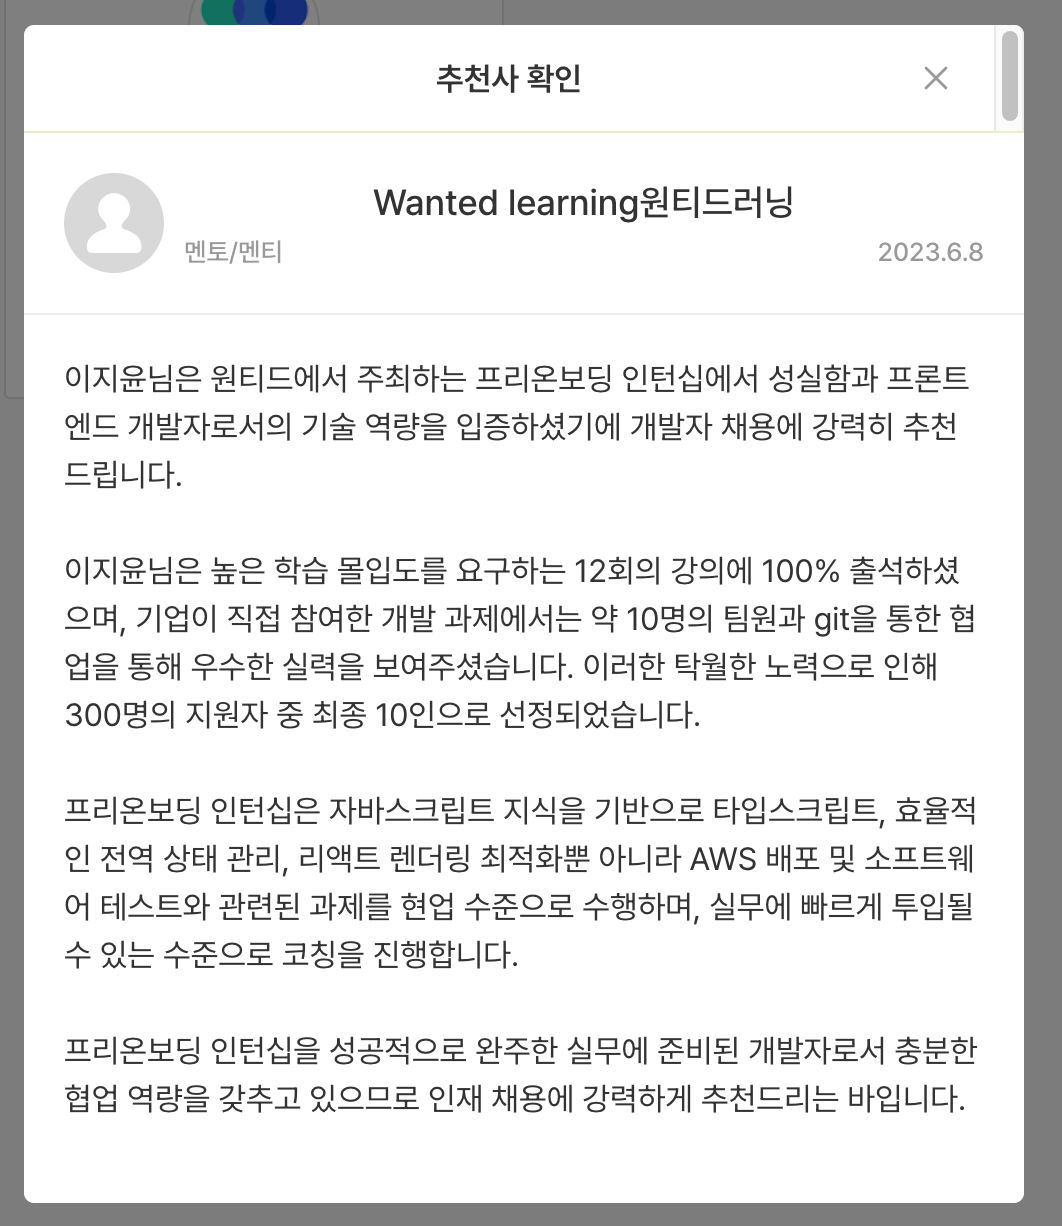 추천사 확인
Wanted learning원티드러닝
멘토/멘티
2023.6.8
이지윤님은 원티드에서 주최하는 프리온보딩 인턴십에서 성실함과 프론트
엔드 개발자로서의 기술 역량을 입증하셨기에 개발자 채용에 강력히 추천
드립니다.
이지윤님은 높은 학습 몰입도를 요구하는 12회의 강의에 100% 출석하셨
으며, 기업이 직접 참여한 개발 과제에서는 약 10명의 팀원과 git을 통한 협
업을 통해 우수한 실력을 보여주셨습니다. 이러한 탁월한 노력으로 인해
300명의 지원자 중 최종 10인으로 선정되었습니다.
프리온보딩 인턴십은 자바스크립트 지식을 기반으로 타입스크립트, 효율적
인 전역 상태 관리, 리액트 렌더링 최적화뿐 아니라 AWS 배포 및 소프트웨
어 테스트와 관련된 과제를 현업 수준으로 수행하며, 실무에 빠르게 투입될
수 있는 수준으로 코칭을 진행합니다.
프리온보딩 인턴십을 성공적으로 완주한 실무에 준비된 개발자로서 충분한
협업 역량을 갖추고 있으므로 인재 채용에 강력하게 추천드리는 바입니다.